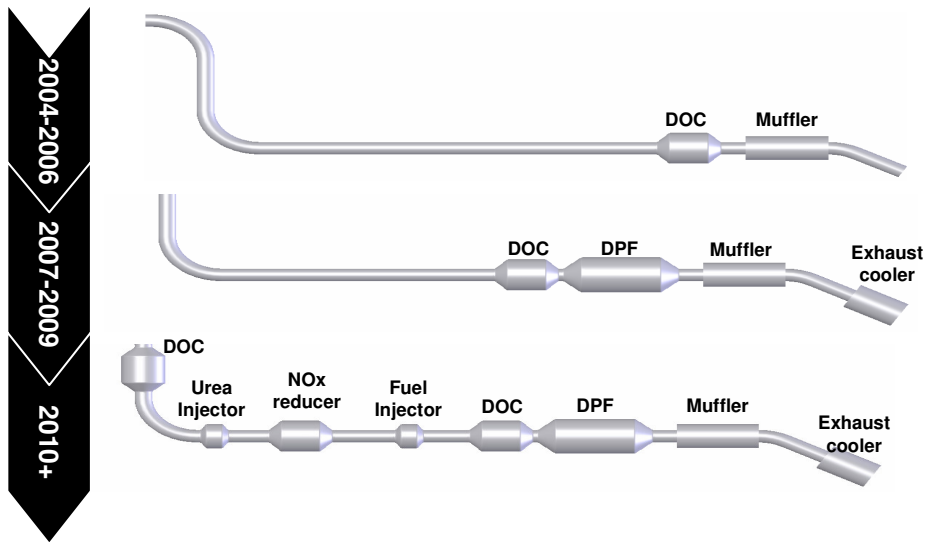 2004-2006
DOC
Muffler
2007-2009
DOC
DPF
Muffler
Exhaust
cooler
2010+
DOC
Urea
Injector
NOx
reducer
Fuel
Injector
DOC
DPF
Muffler
Exhaust
cooler